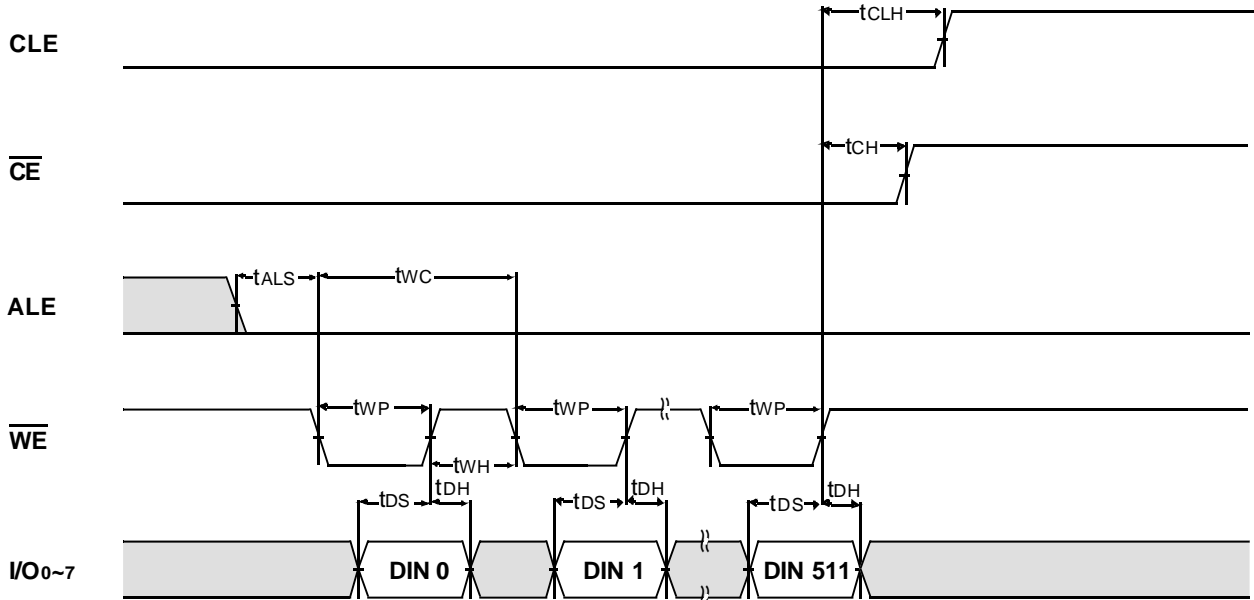 CLE
tCLH
CE
tCH
ALE
tALS
tWC
WE
tWP
tWP
tWP
tWH
tDS
tDH
tDS
tDH
tDS
tDH
I/O0~7
DIN 0
DIN 1
DIN 511